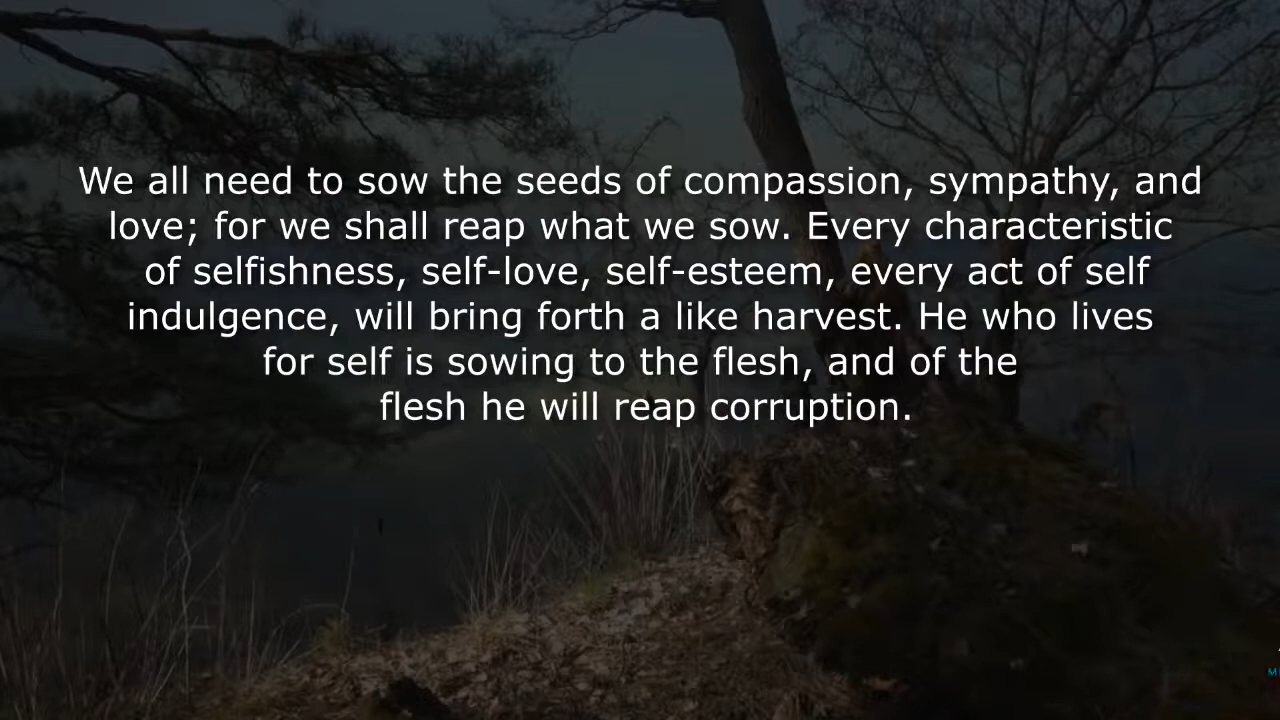 We all need to sow the seeds of compassion, sympathy, and
love; for we shall reap what we sow. Every characteristic
of selfishness, self-love, self-esteem, every act of self
indulgence, will bring forth a like harvest. He who lives
for self is sowing to the flesh, and of the
flesh he will reap corruption.